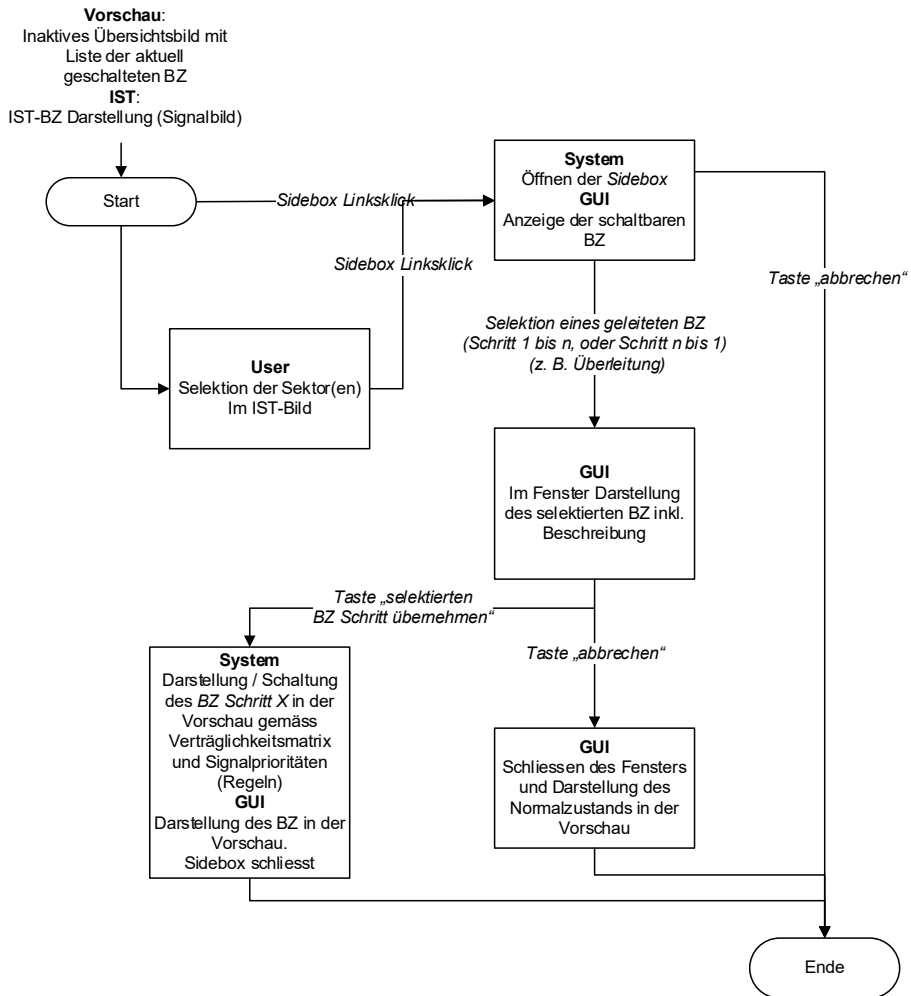 Vorschau:
Inaktives Übersichtsbild mit
Liste der aktuell
geschalteten BZ
IST:
IST-BZ Darstellung (Signalbild)
Start
Sidebox Linksklick
System
Öffnen der Sidebox
GUI
Anzeige der schaltbaren
BZ
Sidebox Linksklick
Taste „abbrechen“
Selektion eines geleiteten BZ
(Schritt 1 bis n, oder Schritt n bis 1)
(z. B. Überleitung)
User
Selektion der Sektor(en)
Im IST-Bild
GUI
Im Fenster Darstellung
des selektierten BZ inkl.
Beschreibung
Taste „selektierten
BZ Schritt übernehmen“
Taste „abbrechen“
System
Darstellung / Schaltung
des BZ Schritt X in der
Vorschau gemäss
Verträglichkeitsmatrix
und Signalprioritäten
(Regeln)
GUI
Darstellung des BZ in der
Vorschau.
Sidebox schliesst
GUI
Schliessen des Fensters
und Darstellung des
Normalzustands in der
Vorschau
Ende